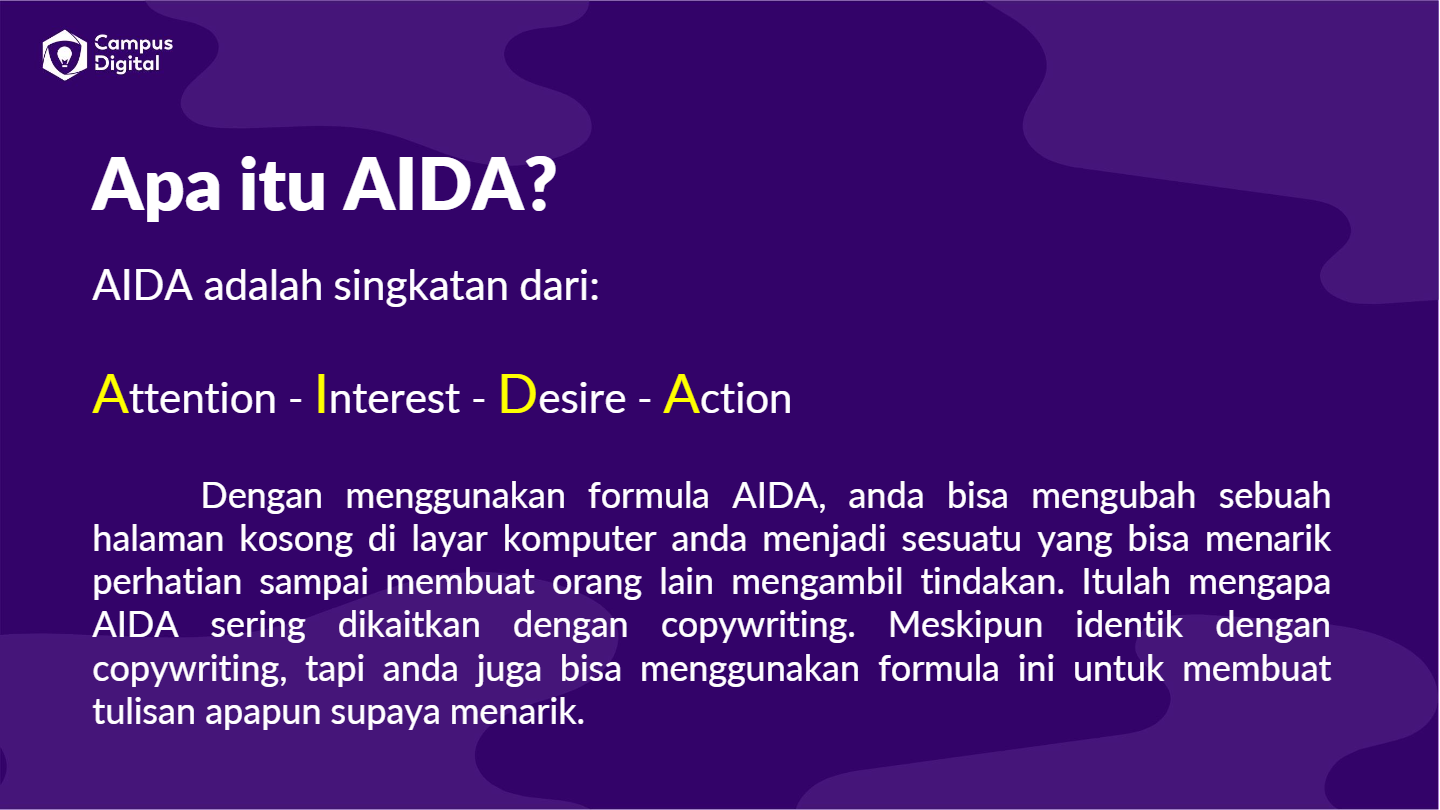 Campus
Digital
Apa itu AIDA?
AIDA adalah singkatan dari:
Attention - Interest - Desire - Action
Dengan menggunakan formula AIDA, anda bisa mengubah sebuah
halaman kosong di layar komputer anda menjadi sesuatu yang bisa menarik
perhatian sampai membuat orang lain mengambil tindakan. Itulah mengapa
AIDA sering dikaitkan dengan copywriting. Meskipun identik dengan
copywriting, tapi anda juga bisa menggunakan formula ini untuk membuat
tulisan apapun supaya menarik.